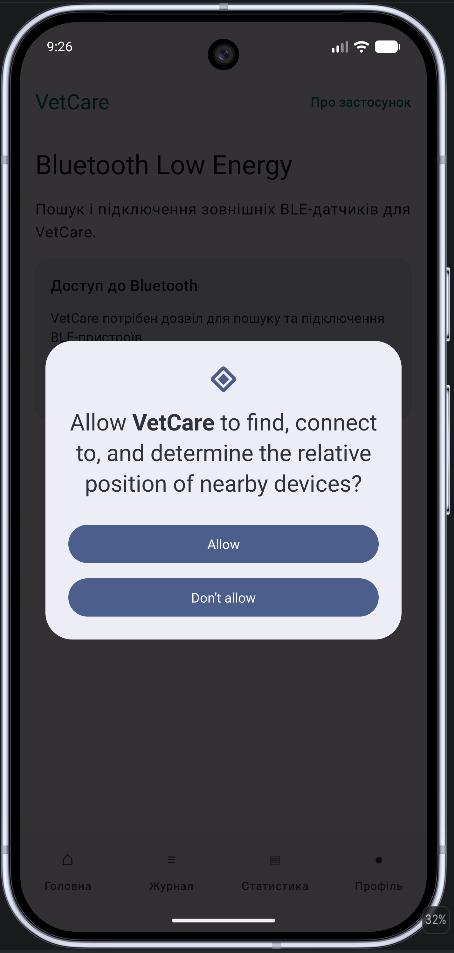 9:26
VetCare
Про застосунок
Bluetooth Low Energy
Пошук і підключення зовнішніх BLE-датчиків для
VetCare.
Доступ до Bluetooth
VetCare потрібен дозвіл для пошуку та підключення
BLE-пристроїв.
Allow VetCare to find, connect
to, and determine the relative
position of nearby devices?
Allow
Don't allow
Головна
Журнал
Статистика
Профіль
32%